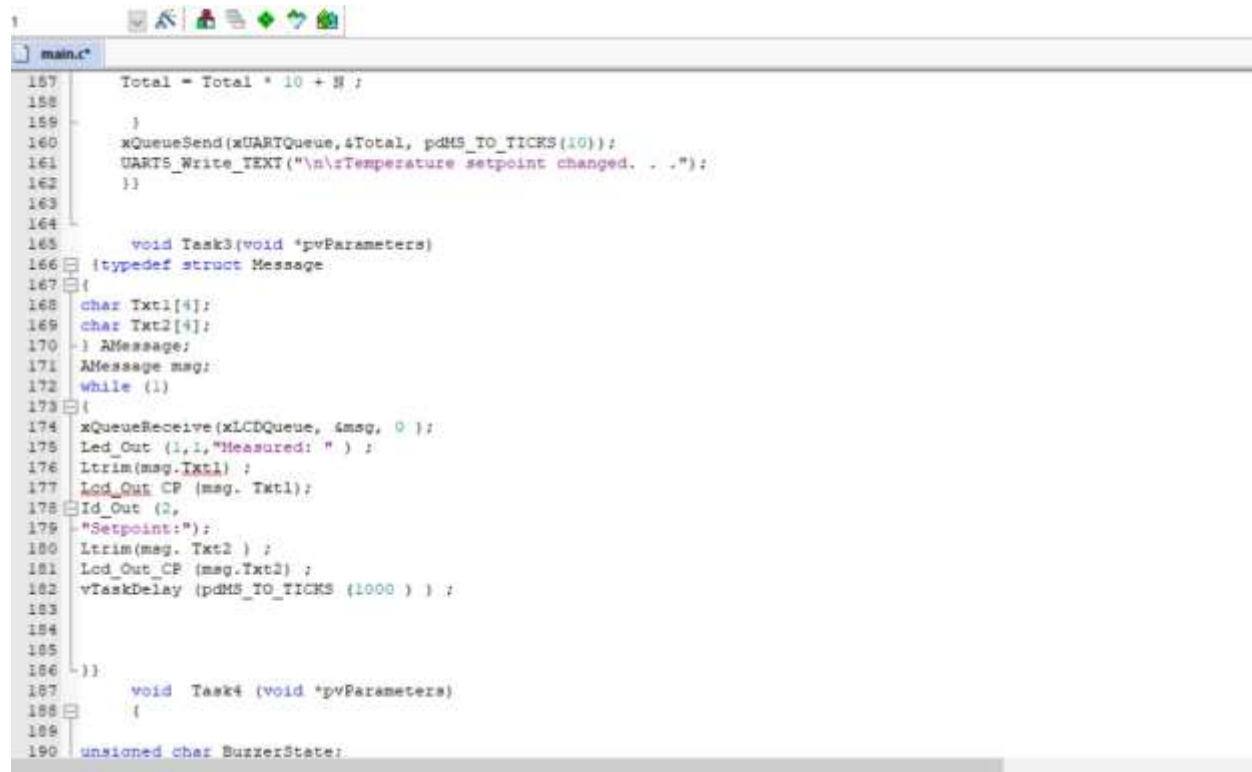 1
main.c*
157 Total = Total * 10 + N ;
158
159 }
160 xQueueSend(xUARTQueue,&Total, pdMS_TO_TICKS(10));
161 UART5_Write_TEXT("\n\rTemperature setpoint changed. . .");
162 }}
163
164
165 void Task3(void *pvParameters)
166 {typedef struct Message
167 {
168 char Txt1[4];
169 char Txt2[4];
170 } AMessage;
171 AMessage msg;
172 while (1)
173 {
174 xQueueReceive(xLCDQueue, &msg, 0 );
175 Led_Out (1,1,"Measured: " ) ;
176 Ltrim(msg.Txt1) ;
177 Lcd_Out CP (msg. Txt1);
178 Id_Out (2,
179 "Setpoint:");
180 Ltrim(msg. Txt2 ) ;
181 Lcd_Out_CP (msg.Txt2) ;
182 vTaskDelay (pdMS_TO_TICKS (1000 ) ) ;
183
184
185
186 }}
187 void Task4 (void *pvParameters)
188 {
189
190 unsigned char BuzzerState;